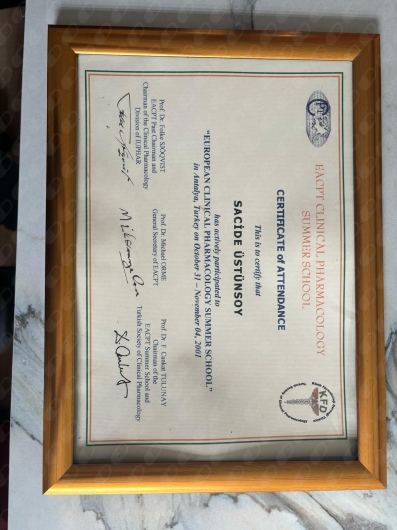 EACPT CLINICAL PHARMACOLOGY
SUMMER SCHOOL
KFD
CERTIFICATE of ATTENDANCE
This is to certify that
SACİDE ÜSTÜNSOY
has actively participated to
"EUROPEAN CLINICAL PHARMACOLOGY SUMMER SCHOOL"
in Antalya, Turkey on October 31 – November 04, 2001
Prof. Dr. Folke SJÖQVIST
EACPT Past Chairman and
Chairman of the Clinical Pharmacology
Division of IUPHAR
Prof. Dr. Michael ORME
General Secretary of EACPT
Prof. Dr. F. Cankat TULUNAY
Chairman of the
EACPT Summer School and
Turkish Society of Clinical Pharmacology